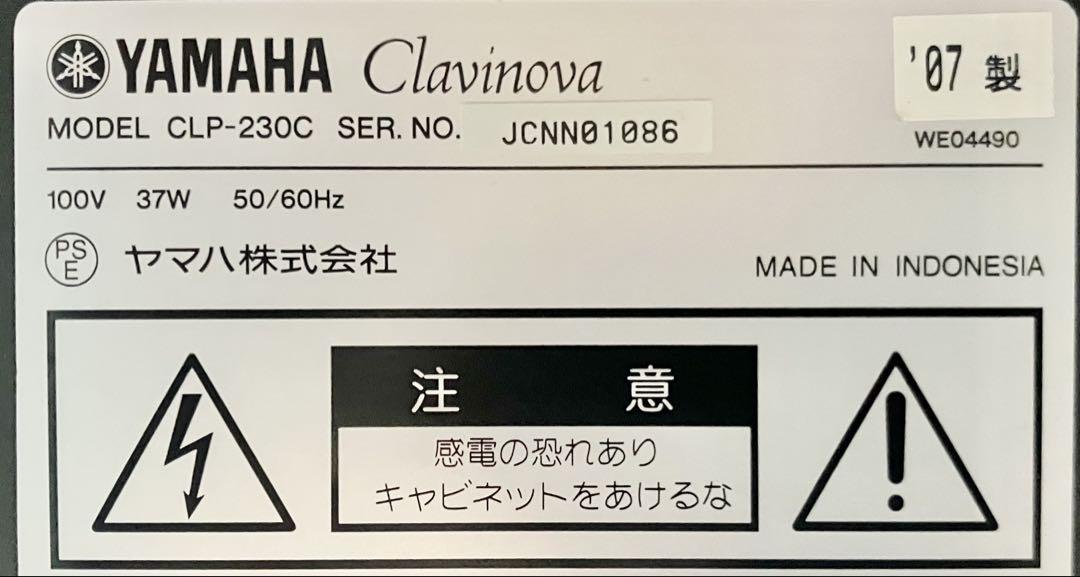 YAMAHA Clavinova
'07 製
MODEL CLP-230C SER. NO. JCNN01086
WE04490
100V 37W 50/60Hz
PSE ヤマハ株式会社
MADE IN INDONESIA
注意
感電の恐れあり
キャビネットをあけるな